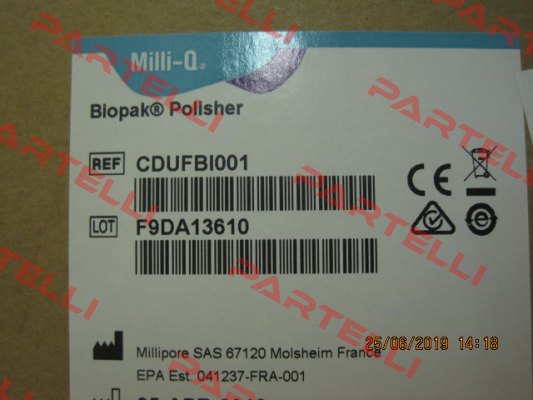 Milli-Q®
Biopak® Polisher
REF CDUFBI001
LOT F9DA13610
CE
Millipore SAS 67120 Molsheim France
EPA Est. 041237-FRA-001
25/06/2019 14:18
PARTELLI
PARTELLI
PARTELLI
PARTELLI
PARTELLI